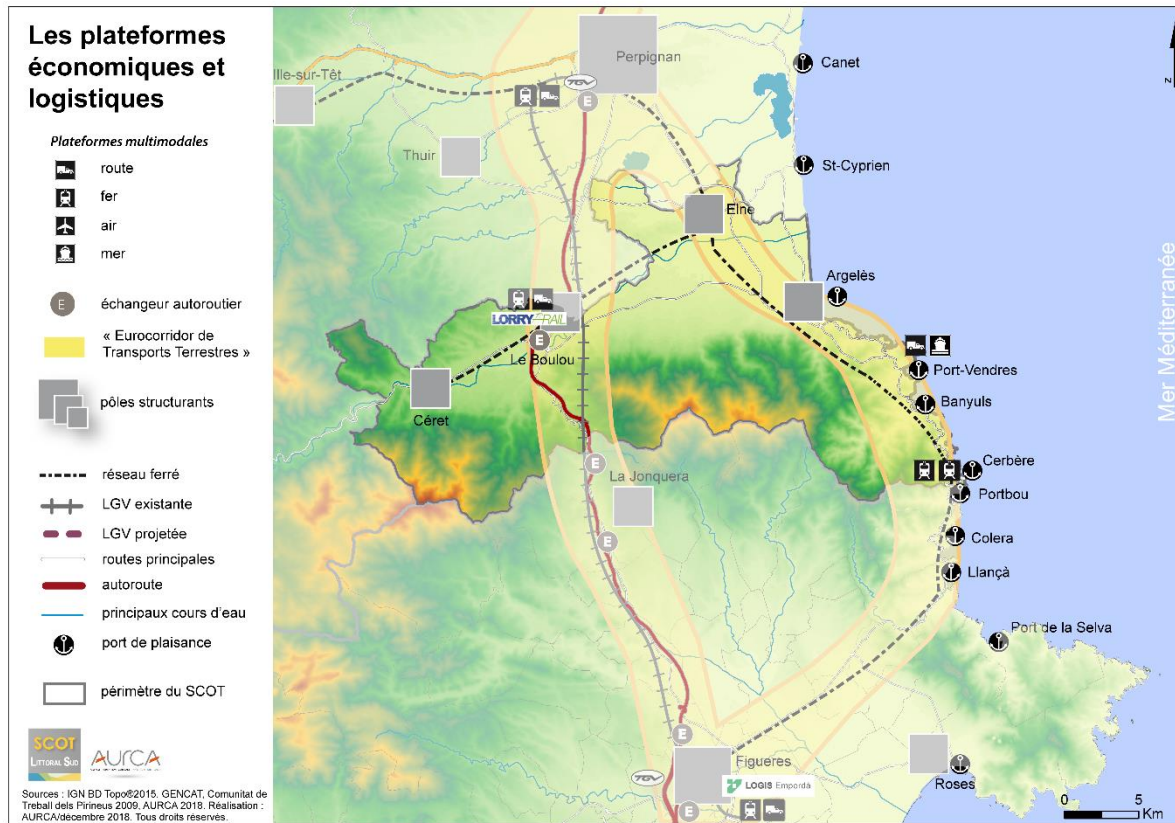 Les plateformes
économiques et
logistiques
Plateformes multimodales
route
fer
air
mer
E
échangeur autoroutier
« Eurocorridor de
Transports Terrestres »
pôles structurants
réseau ferré
LGV existante
LGV projetée
routes principales
autoroute
principaux cours d'eau
port de plaisance
périmètre du SCOT
SCOT
LITTORAL SUD
AURCA
Sources : IGN BD Topo®2015. GENCAT, Comunitat de
Treball dels Pirineus 2009, AURCA 2018. Réalisation :
AURCA/décembre 2018. Tous droits réservés.
Ille-sur-Têt
Perpignan
TGV
E
Canet
Thuir
St-Cyprien
Elne
Argelès
LORRY RAIL
E
Le Boulou
Port-Vendres
Banyuls
Céret
E
La Jonquera
Cerbère
Portbou
E
Colera
Llançà
Port de la Selva
E
Figueres
TGV
LOGIS Empordà
E
Roses
Mer Méditerranée
N
0 5
Km